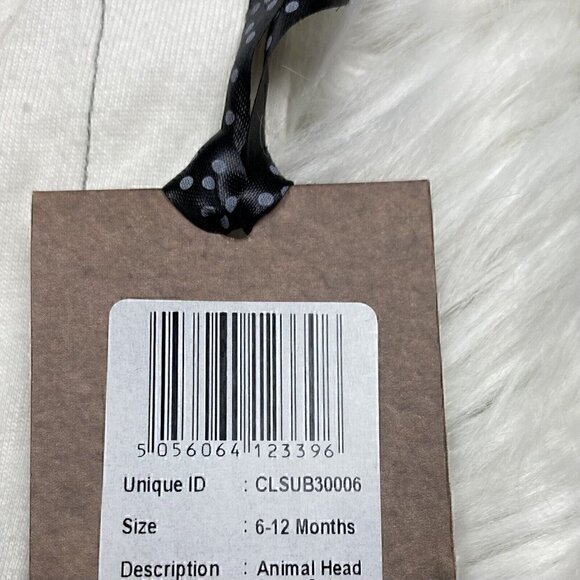 5 056064 123396
Unique ID : CLSUB30006
Size : 6-12 Months
Description : Animal Head